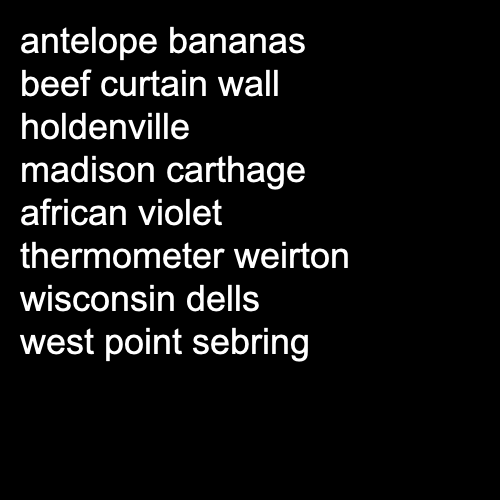 antelope bananas
beef curtain wall
holdenville
madison carthage
african violet
thermometer weirton
wisconsin dells
west point sebring